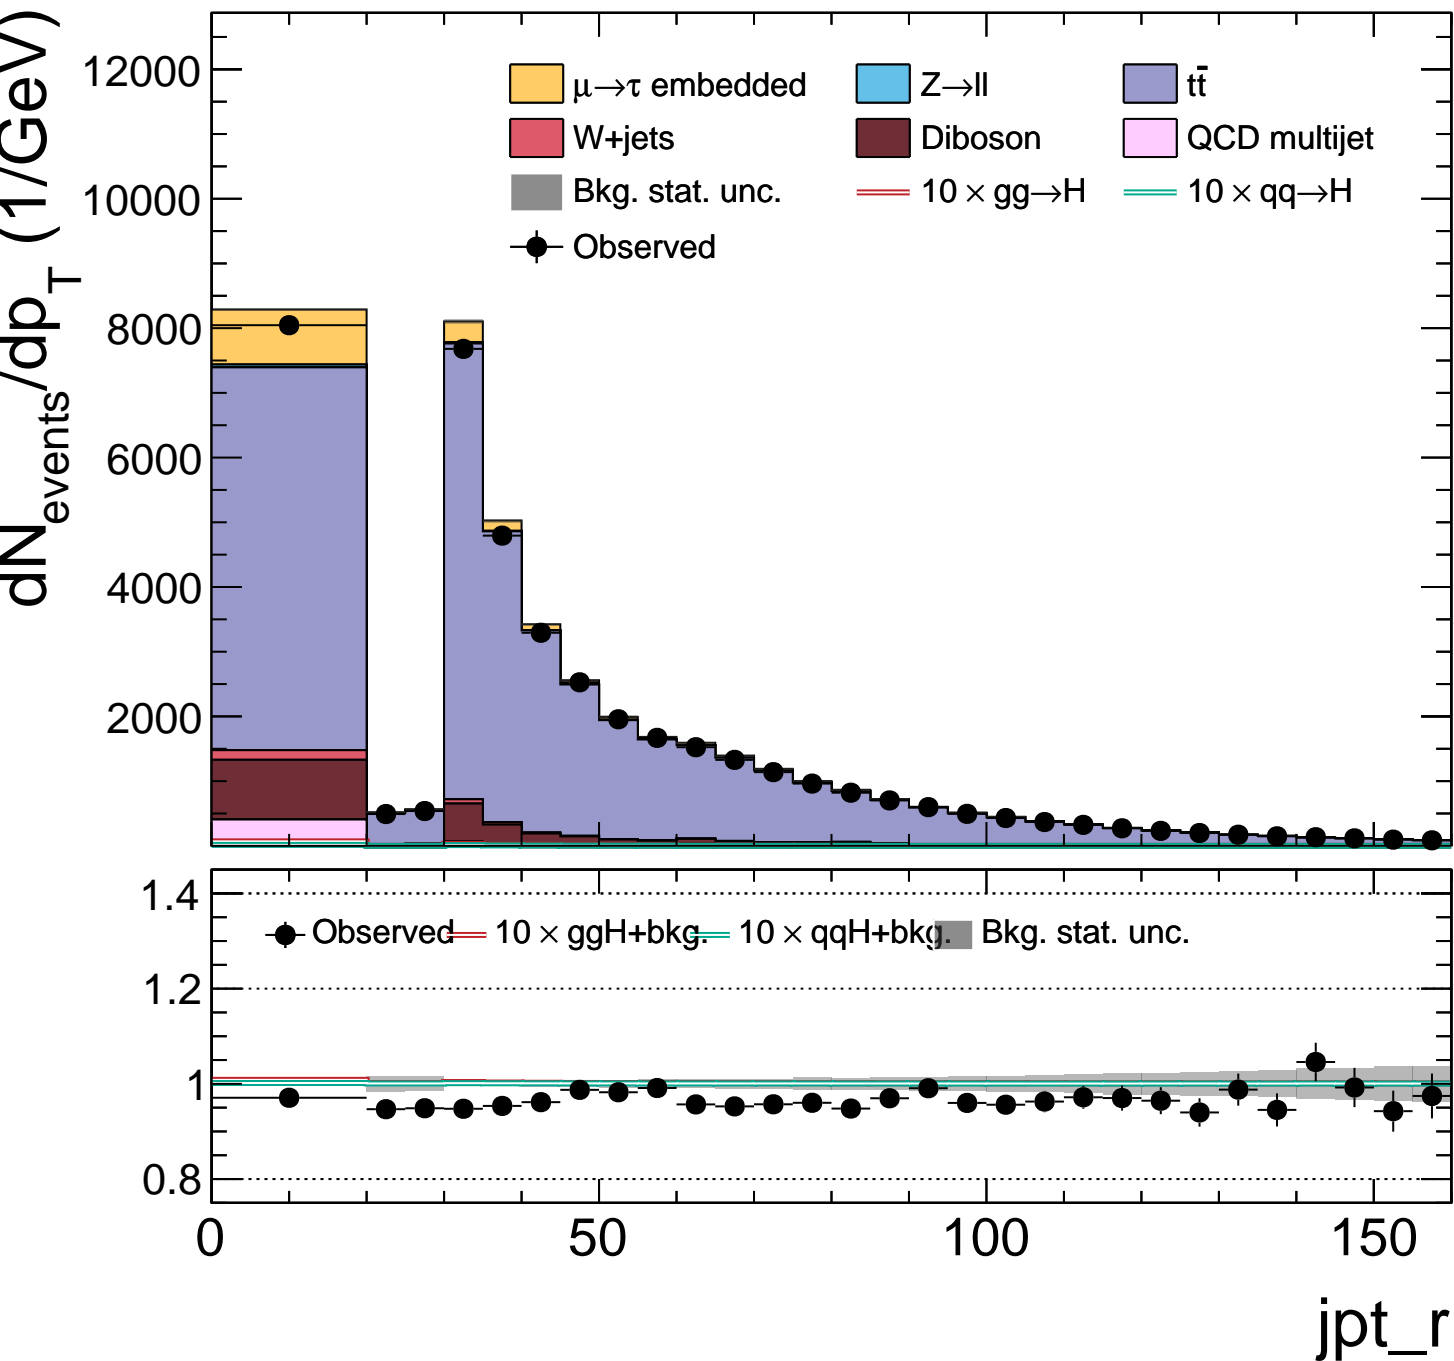 dN_events/dp_T (1/GeV)
12000
10000
8000
6000
4000
2000
μ→τ embedded
Z→ll
tt̄
W+jets
Diboson
QCD multijet
Bkg. stat. unc.
10 × gg→H
10 × qq→H
Observed
1.4
1.2
1
0.8
Observed
10 × ggH+bkg.
10 × qqH+bkg.
Bkg. stat. unc.
0
50
100
150
jpt_r